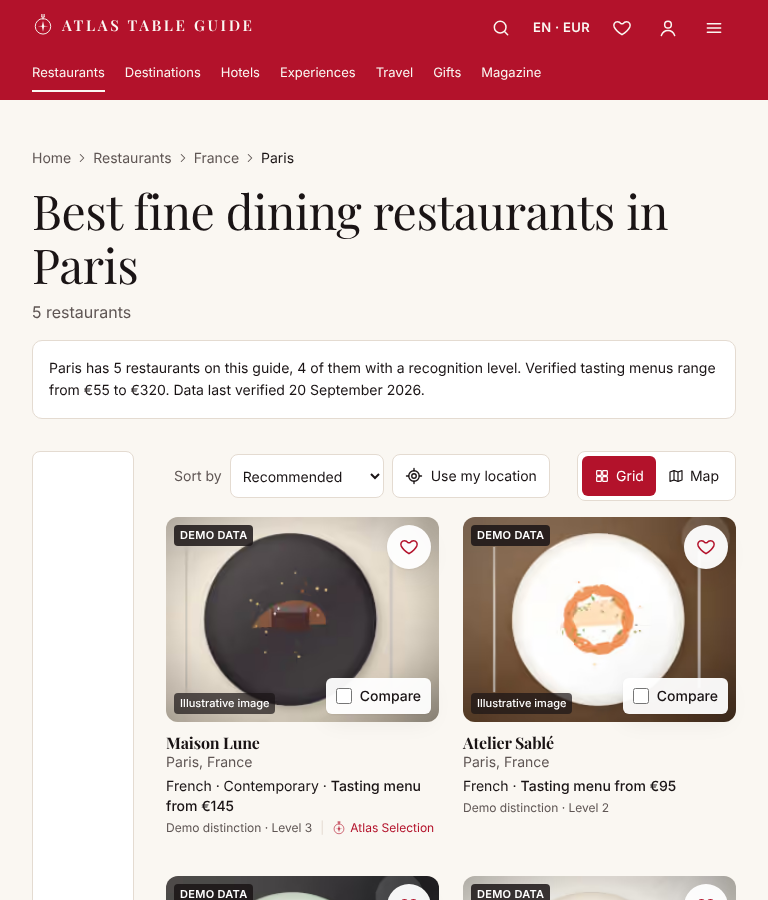 ATLAS TABLE GUIDE
EN · EUR
Restaurants Destinations Hotels Experiences Travel Gifts Magazine
Home > Restaurants > France > Paris
Best fine dining restaurants in
Paris
5 restaurants
Paris has 5 restaurants on this guide, 4 of them with a recognition level. Verified tasting menus range
from €55 to €320. Data last verified 20 September 2026.
Sort by Recommended Use my location Grid Map
DEMO DATA
Illustrative image
Compare
Maison Lune
Paris, France
French · Contemporary · Tasting menu
from €145
Demo distinction · Level 3 | Atlas Selection
DEMO DATA
Illustrative image
Compare
Atelier Sablé
Paris, France
French · Tasting menu from €95
Demo distinction · Level 2
DEMO DATA
DEMO DATA